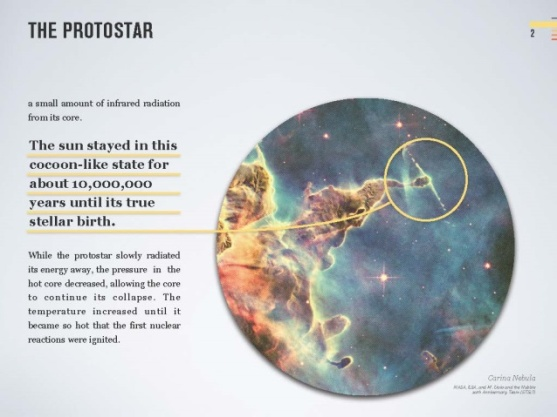 THE PROTOSTAR
2
a small amount of infrared radiation
from its core.
The sun stayed in this
cocoon-like state for
about 10,000,000
years until its true
stellar birth.
While the protostar slowly radiated
its energy away, the pressure in the
hot core decreased, allowing the core
to continue its collapse. The
temperature increased until it
became so hot that the first nuclear
reactions were ignited.
Carina Nebula
NASA, ESA, and M. and the Hubble
Anniversary Team